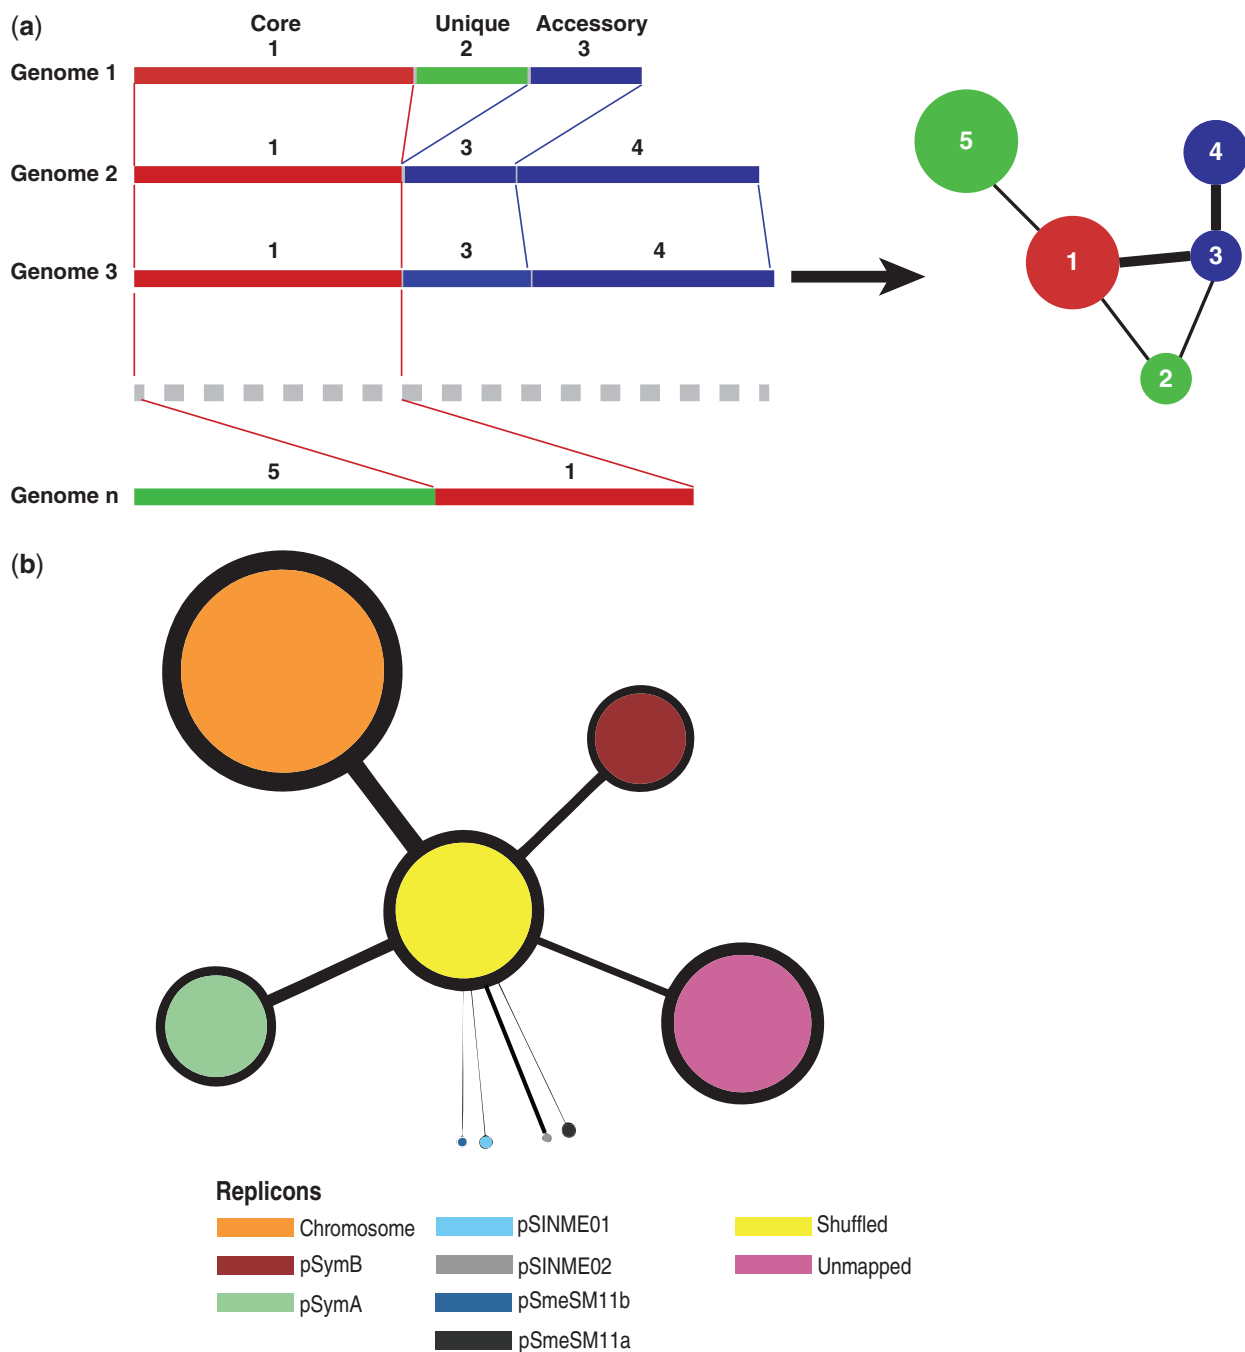 (a)
Core Unique Accessory
1 2 3
Genome 1
1 3 4
Genome 2
1 3 4
Genome 3
5 1
Genome n
5
4
3
1
2
(b)
Replicons
Chromosome
pSymB
pSymA
pSINME01
pSINME02
pSmeSM11b
pSmeSM11a
Shuffled
Unmapped